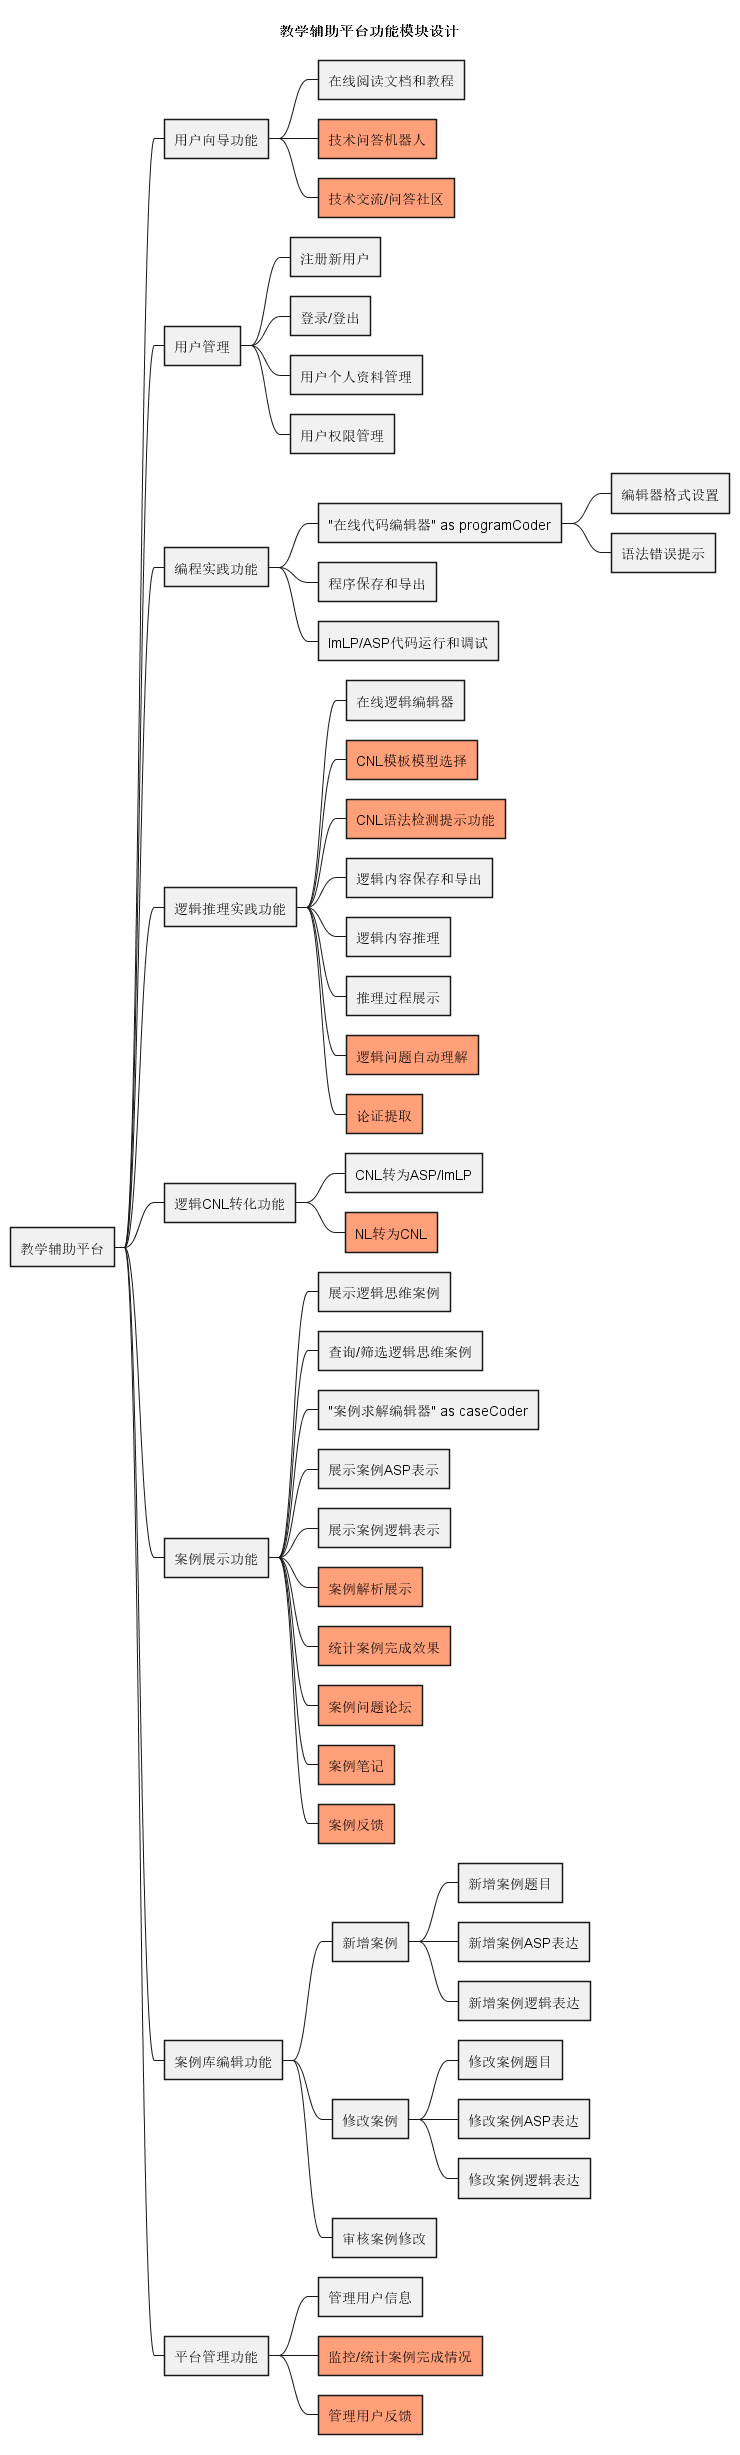 教学辅助平台功能模块设计
在线阅读文档和教程
用户向导功能
技术问答机器人
技术交流/问答社区
注册新用户
登录/登出
用户管理
用户个人资料管理
用户权限管理
编辑器格式设置
"在线代码编辑器" as programCoder
语法错误提示
编程实践功能
程序保存和导出
lmLP/ASP代码运行和调试
在线逻辑编辑器
CNL模板模型选择
CNL语法检测提示功能
逻辑内容保存和导出
逻辑推理实践功能
逻辑内容推理
推理过程展示
逻辑问题自动理解
论证提取
CNL转为ASP/lmLP
逻辑CNL转化功能
NL转为CNL
教学辅助平台
展示逻辑思维案例
查询/筛选逻辑思维案例
"案例求解编辑器" as caseCoder
展示案例ASP表示
展示案例逻辑表示
案例展示功能
案例解析展示
统计案例完成效果
案例问题论坛
案例笔记
案例反馈
新增案例题目
新增案例
新增案例ASP表达
新增案例逻辑表达
案例库编辑功能
修改案例题目
修改案例
修改案例ASP表达
修改案例逻辑表达
审核案例修改
管理用户信息
平台管理功能
监控/统计案例完成情况
管理用户反馈